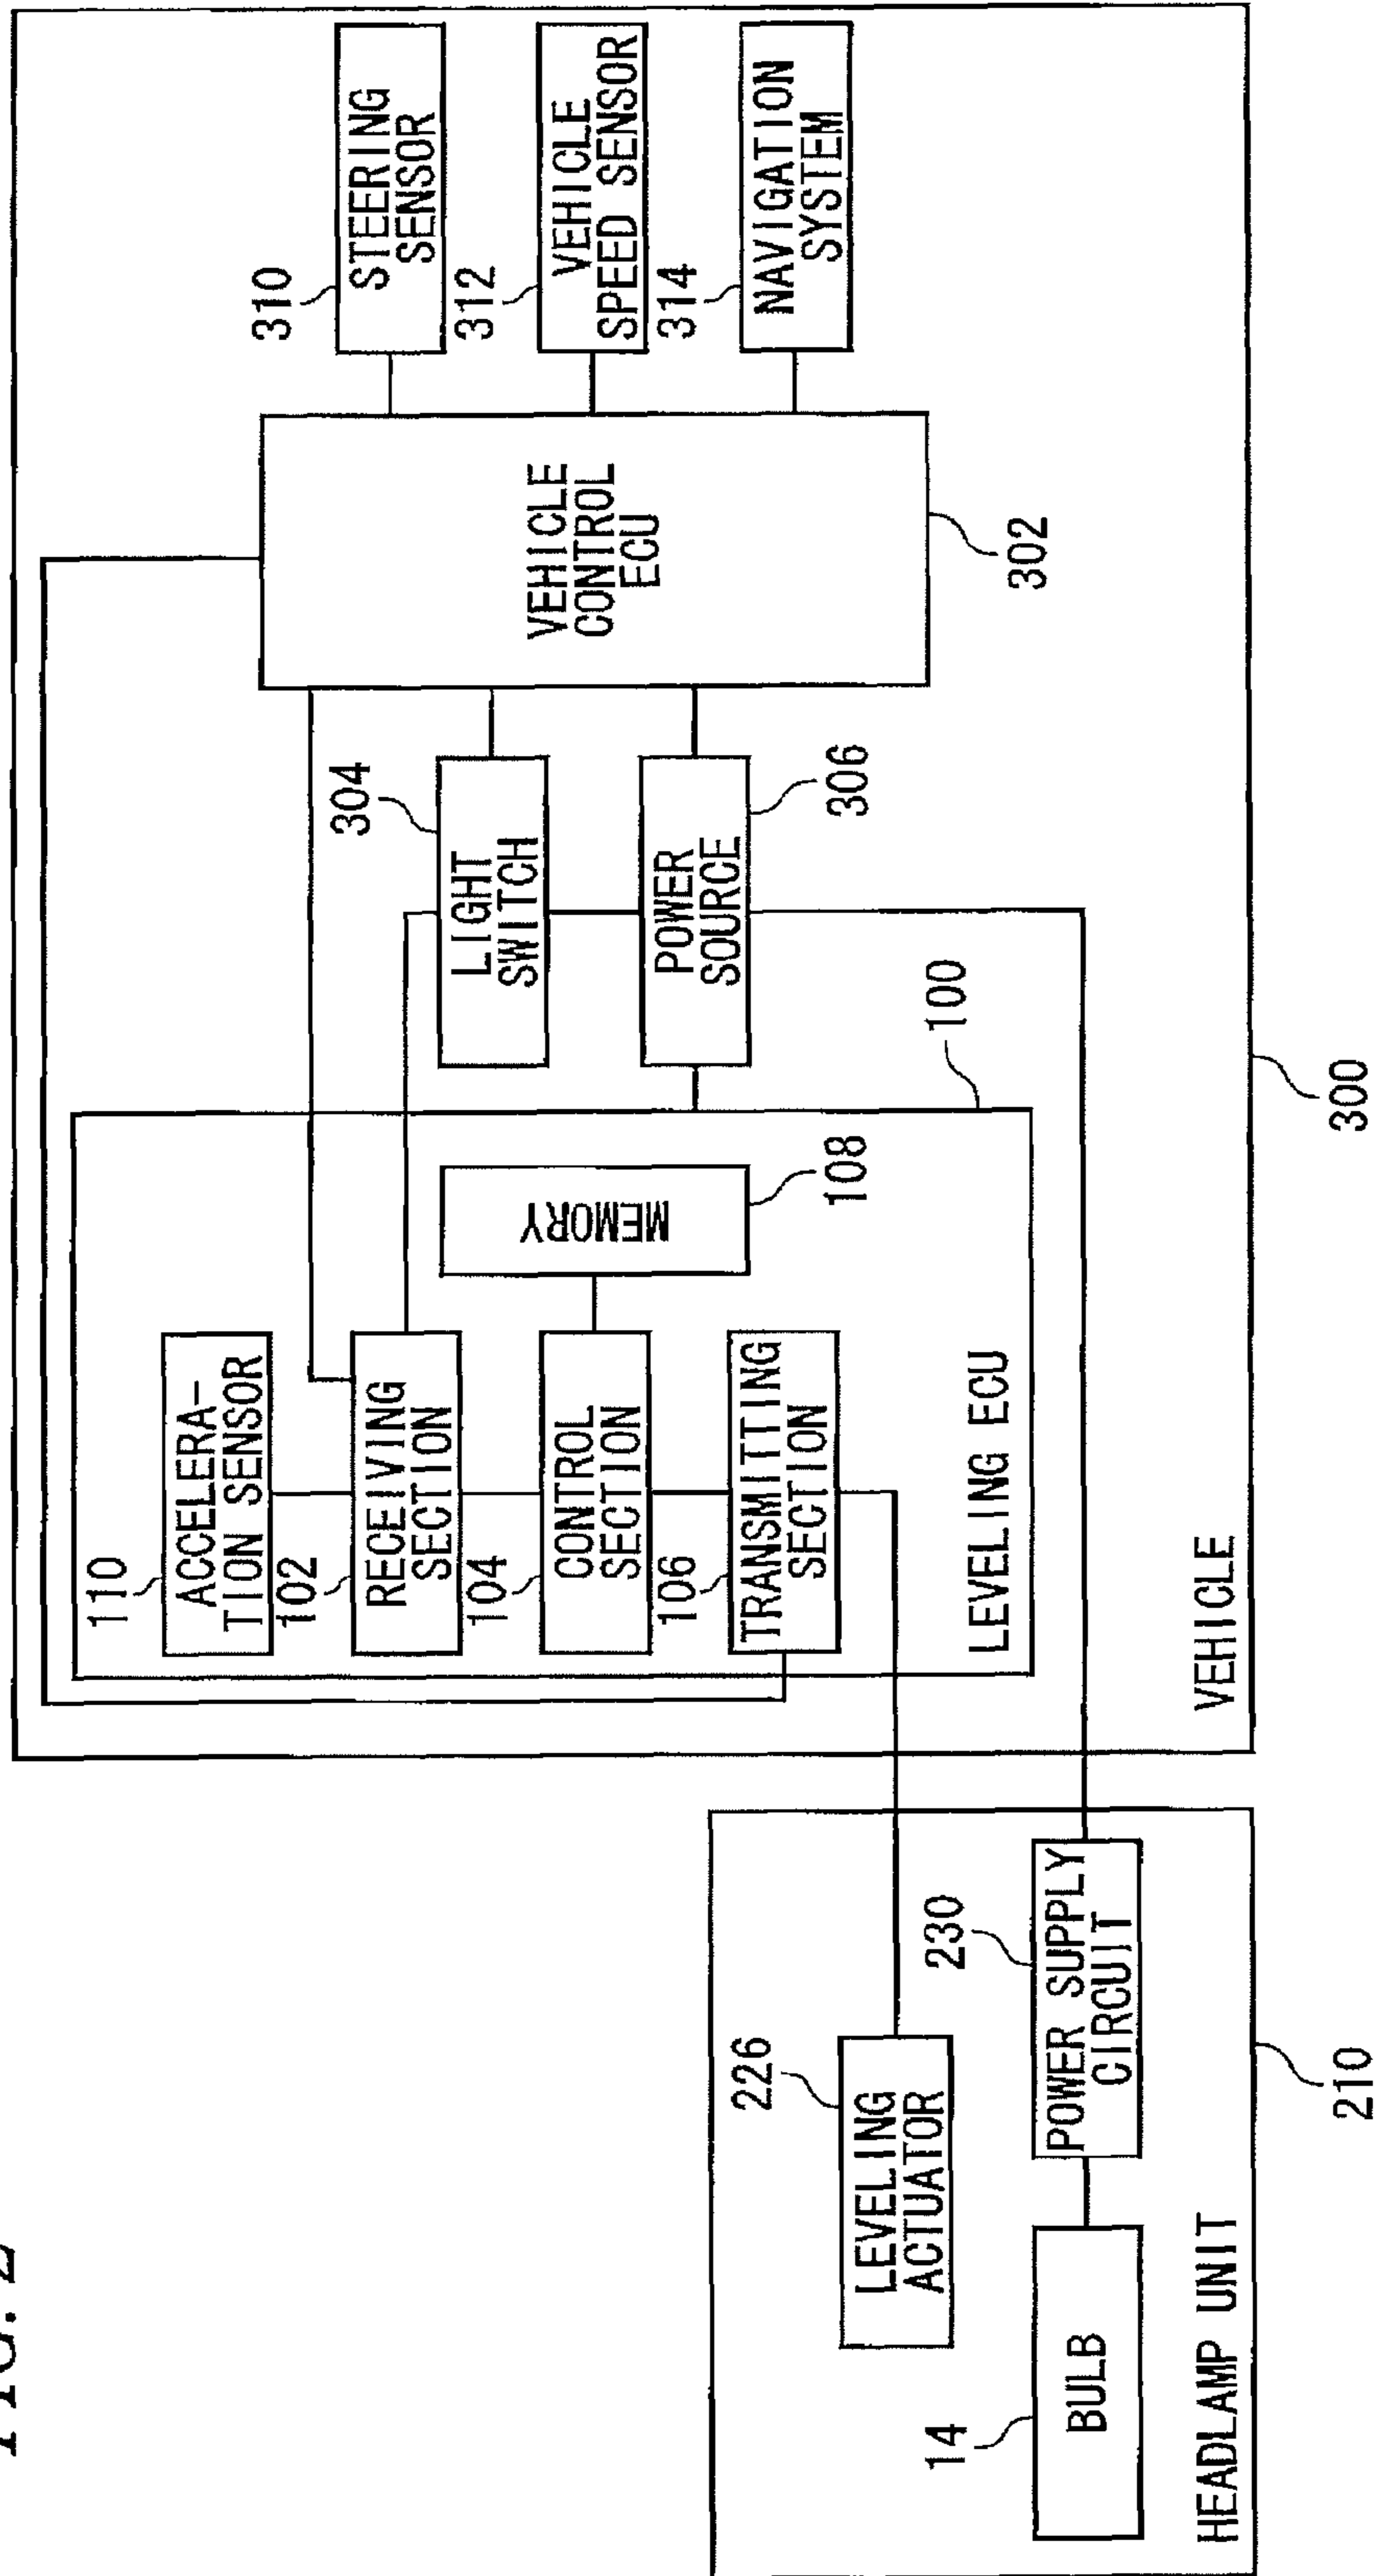 FIG. 2
110
ACCELERA-
TION SENSOR
102
RECEIVING
SECTION
104
CONTROL
SECTION
106
TRANSMITTING
SECTION
MEMORY
108
LEVELING ECU
100
304
LIGHT
SWITCH
POWER
SOURCE
306
VEHICLE
CONTROL
ECU
302
310
STEERING
SENSOR
312
VEHICLE
SPEED SENSOR
314
NAVIGATION
SYSTEM
VEHICLE
300
226
LEVELING
ACTUATOR
230
POWER SUPPLY
CIRCUIT
14
BULB
HEADLAMP UNIT
210